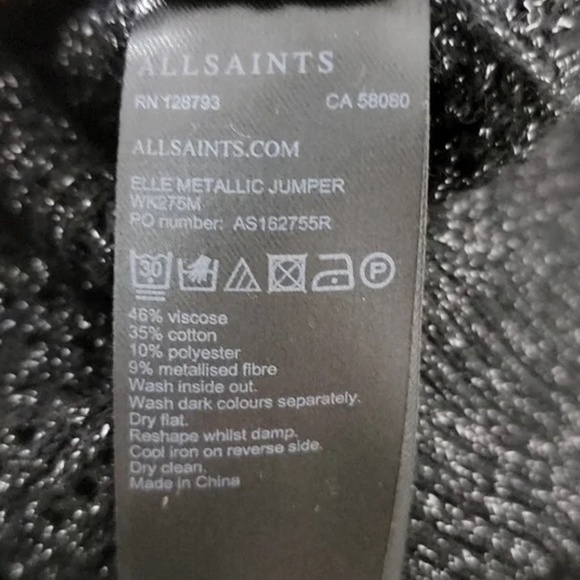 ALLSAINTS
RN 128793 CA 58080
ALLSAINTS.COM
ELLE METALLIC JUMPER
WK275M
PO number: AS162755R
30 P
46% viscose
35% cotton
10% polyester
9% metallised fibre
Wash inside out.
Wash dark colours separately.
Dry flat.
Reshape whilst damp.
Cool iron on reverse side.
Dry clean.
Made in China